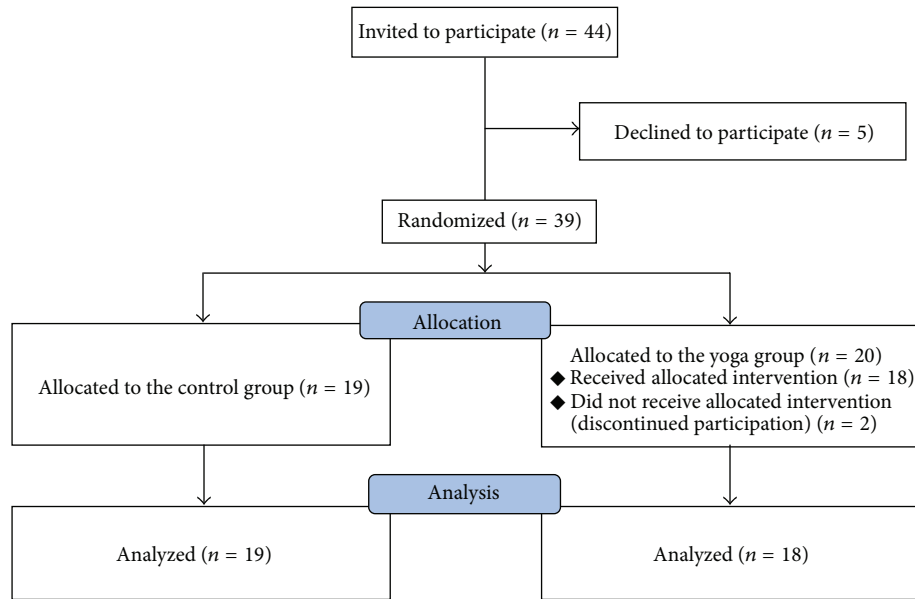 Invited to participate (n = 44)
Declined to participate (n = 5)
Randomized (n = 39)
Allocation
Allocated to the control group (n = 19)
Allocated to the yoga group (n = 20)
◆ Received allocated intervention (n = 18)
◆ Did not receive allocated intervention
(discontinued participation) (n = 2)
Analysis
Analyzed (n = 19)
Analyzed (n = 18)